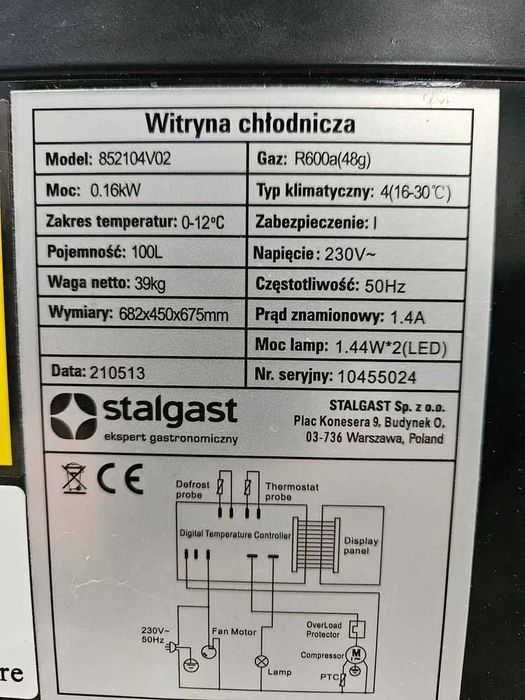 Witryna chłodnicza
Model: 852104V02
Gaz: R600a(48g)
Moc: 0.16kW
Typ klimatyczny: 4(16-30℃)
Zakres temperatur: 0-12ºC
Zabezpieczenie: I
Pojemność: 100L
Napięcie: 230V~
Waga netto: 39kg
Częstotliwość: 50Hz
Wymiary: 682x450x675mm
Prąd znamionowy: 1.4A
Moc lamp: 1.44W*2(LED)
Data: 210513
Nr. seryjny: 10455024
stalgast
ekspert gastronomiczny
STALGAST Sp. z o.o.
Plac Konesera 9, Budynek O,
03-736 Warszawa, Poland
CE
Defrost
probe
Thermostat
probe
Digital Temperature Controller
Display
panel
230V~
50Hz
Fan Motor
Lamp
OverLoad
Protector
Compressor
M
1~
PTC
re